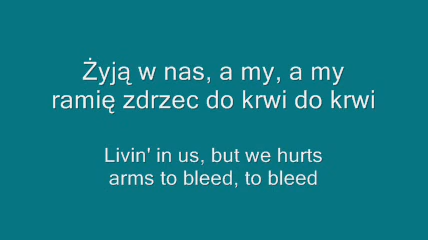 Żyją w nas, a my, a my
ramię zdrzec do krwi do krwi
Livin' in us, but we hurts
arms to bleed, to bleed